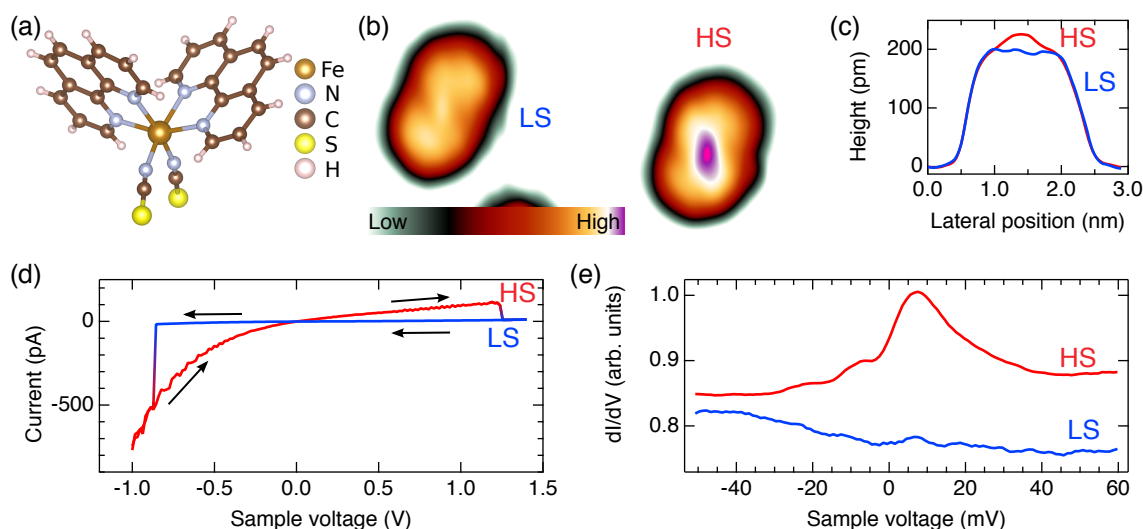 (a)
Fe
N
C
S
H
(b)
LS
HS
Low High
(c)
HS
LS
200
100
0
Height (pm)
0.0 1.0 2.0 3.0
Lateral position (nm)
(d)
HS
LS
0
-500
Current (pA)
-1.0 -0.5 0.0 0.5 1.0 1.5
Sample voltage (V)
(e)
HS
LS
1.0
0.9
0.8
dI/dV (arb. units)
-40 -20 0 20 40 60
Sample voltage (mV)